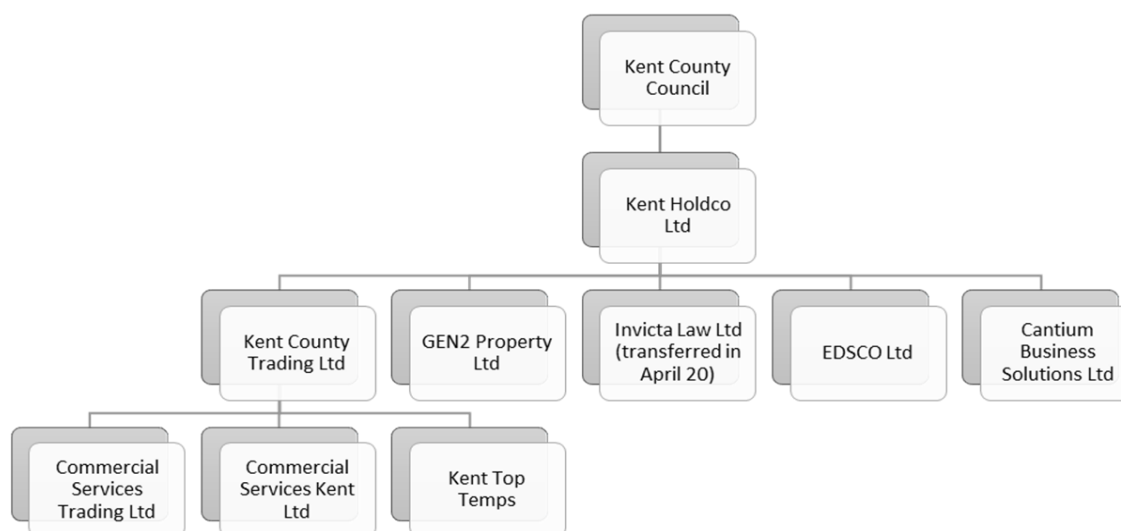 Kent County
Council
Kent Holdco
Ltd
Kent County
Trading Ltd
GEN2 Property
Ltd
Invicta Law Ltd
(transferred in
April 20)
EDSCO Ltd
Cantium
Business
Solutions Ltd
Commercial
Services
Trading Ltd
Commercial
Services Kent
Ltd
Kent Top
Temps